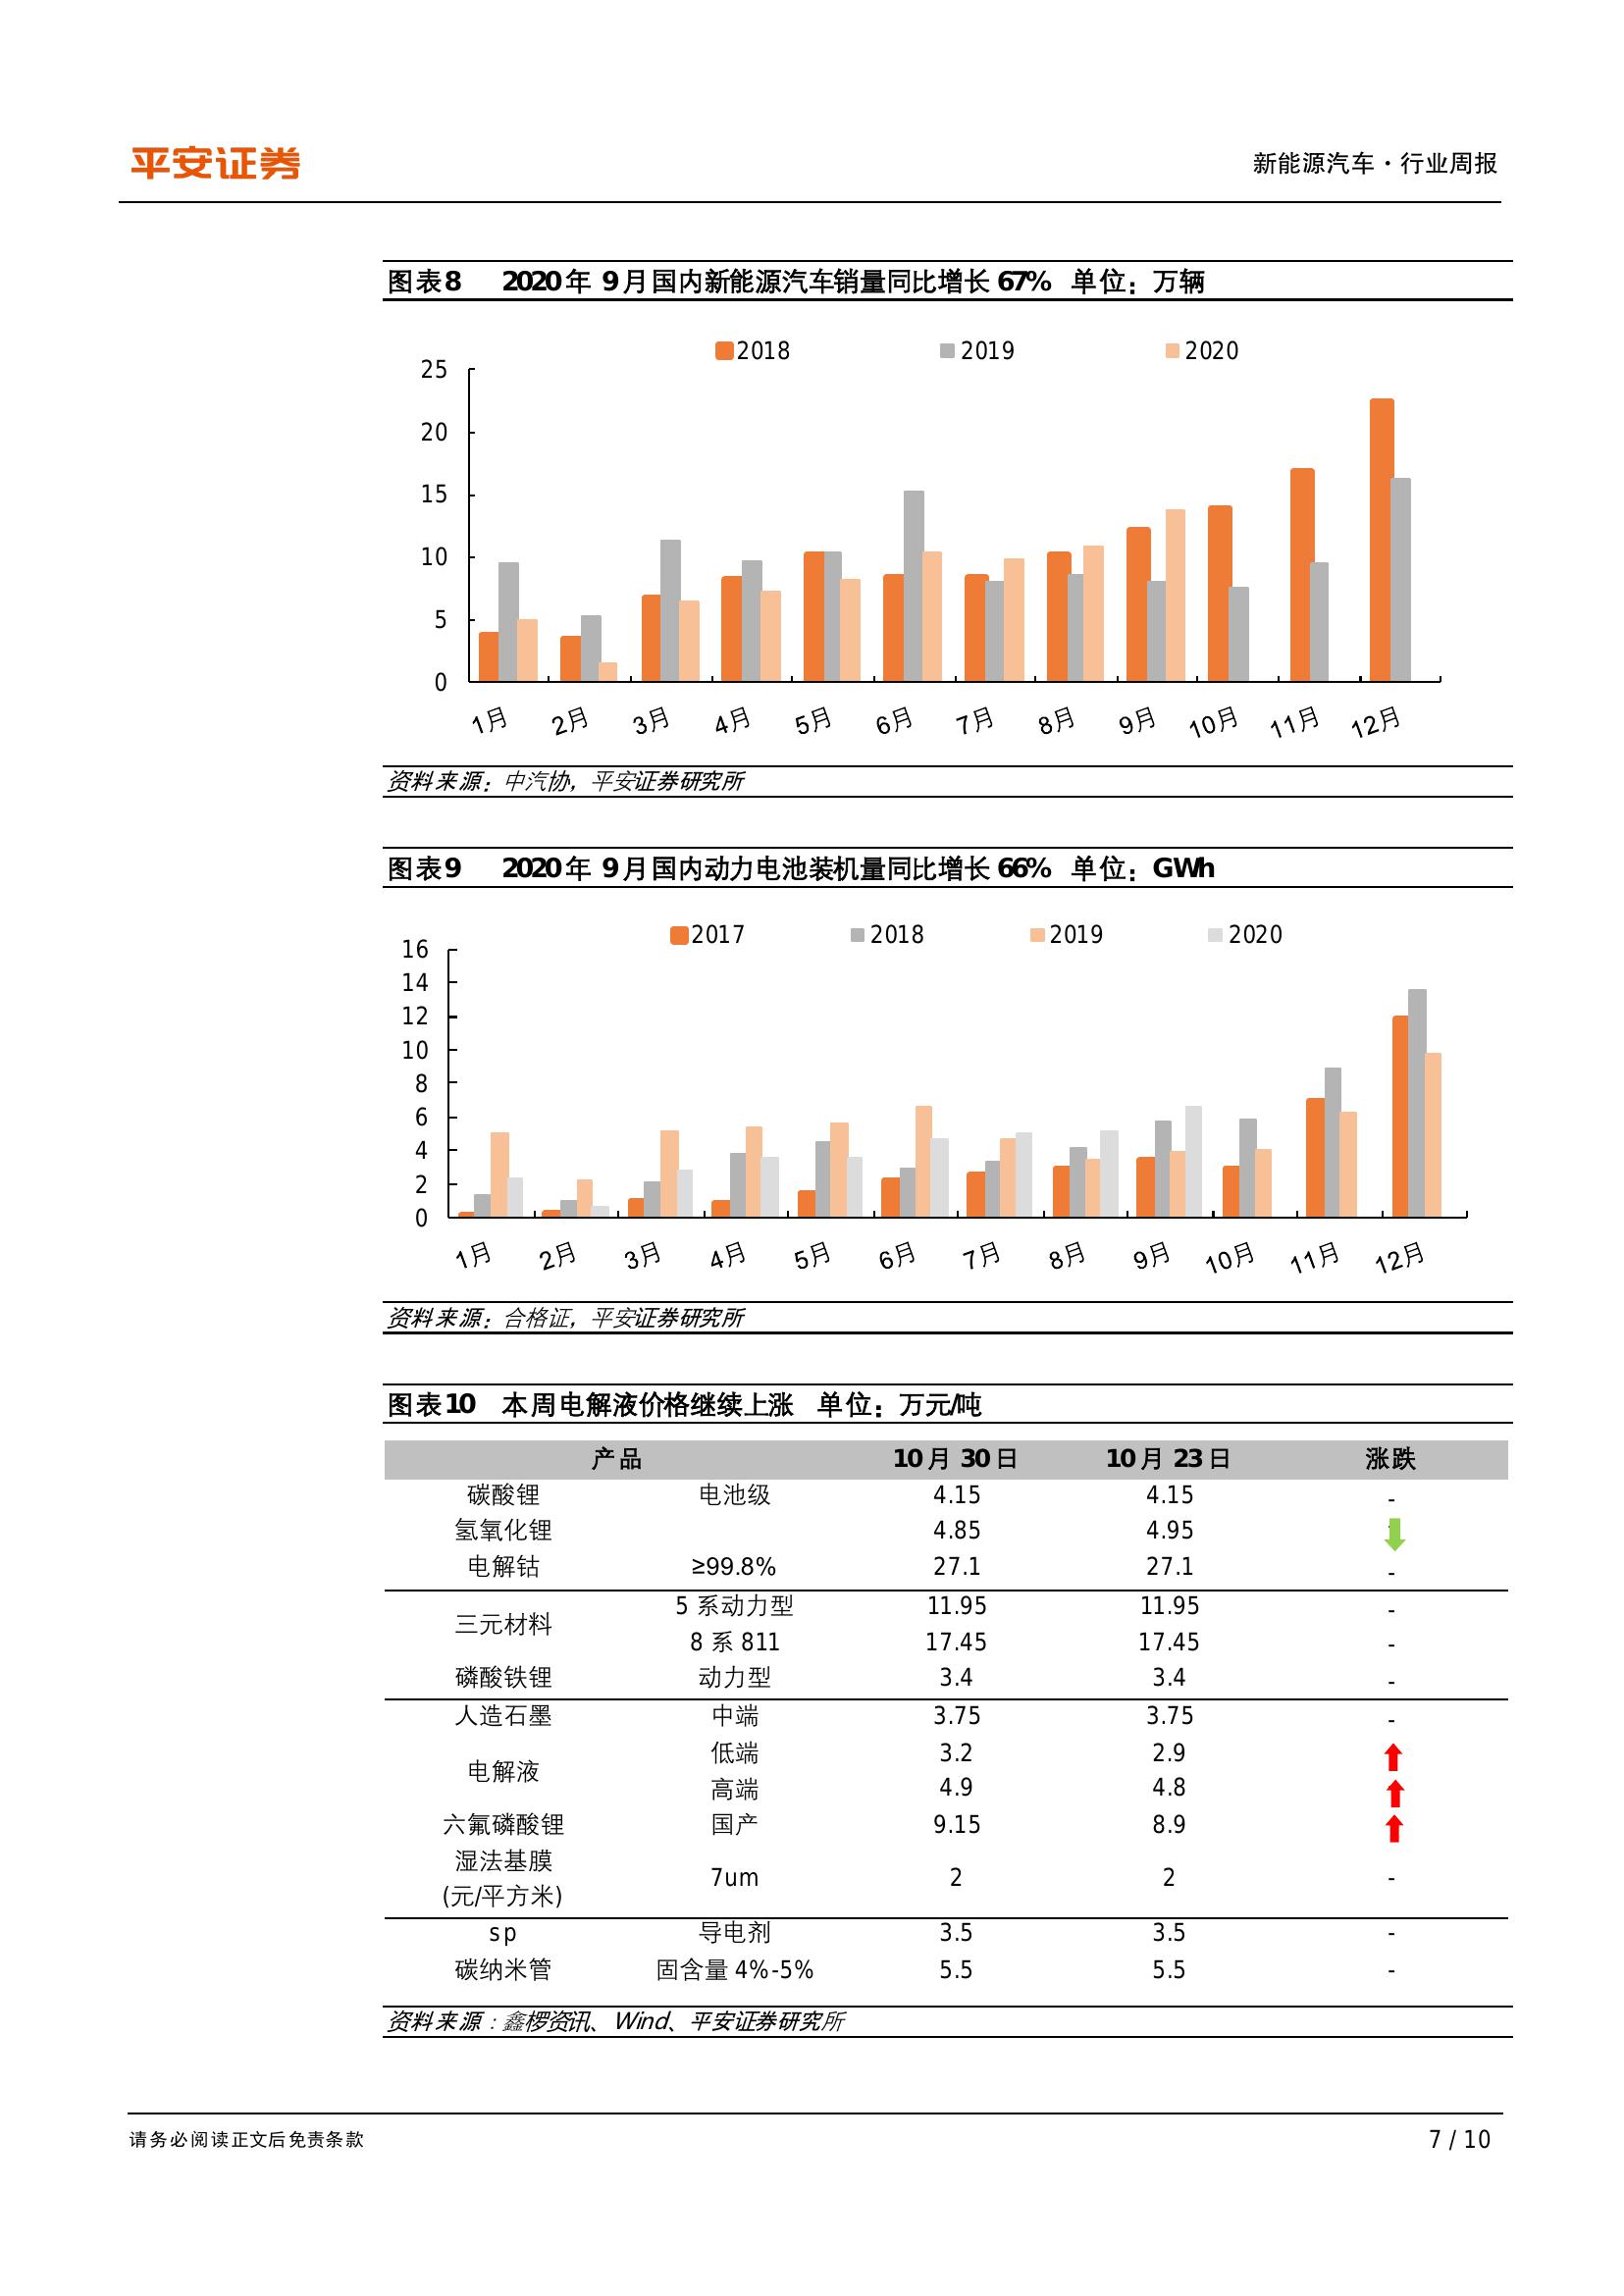 平安证券
新能源汽车·行业周报
图表8 2020年 9月国内新能源汽车销量同比增长 67% 单位：万辆
2018 2019 2020
25
20
15
10
5
0
1月 2月 3月 4月 5月 6月 7月 8月 9月 10月 11月 12月
资料来源：中汽协，平安证券研究所
图表9 2020年 9月国内动力电池装机量同比增长 66% 单位：GWh
2017 2018 2019 2020
16
14
12
10
8
6
4
2
0
1月 2月 3月 4月 5月 6月 7月 8月 9月 10月 11月 12月
资料来源：合格证，平安证券研究所
图表10 本周电解液价格继续上涨 单位：万元/吨
产品 10月 30日 10月 23日 涨跌
碳酸锂 电池级 4.15 4.15 -
氢氧化锂 4.85 4.95
电解钴 ≥99.8% 27.1 27.1 -
三元材料 5 系动力型 11.95 11.95 -
8 系 811 17.45 17.45 -
磷酸铁锂 动力型 3.4 3.4 -
人造石墨 中端 3.75 3.75 -
电解液 低端 3.2 2.9
高端 4.9 4.8
六氟磷酸锂 国产 9.15 8.9
湿法基膜
(元/平方米) 7um 2 2 -
sp 导电剂 3.5 3.5 -
碳纳米管 固含量 4%-5% 5.5 5.5 -
资料来源：鑫椤资讯、Wind、平安证券研究所
请务必阅读正文后免责条款
7 / 10